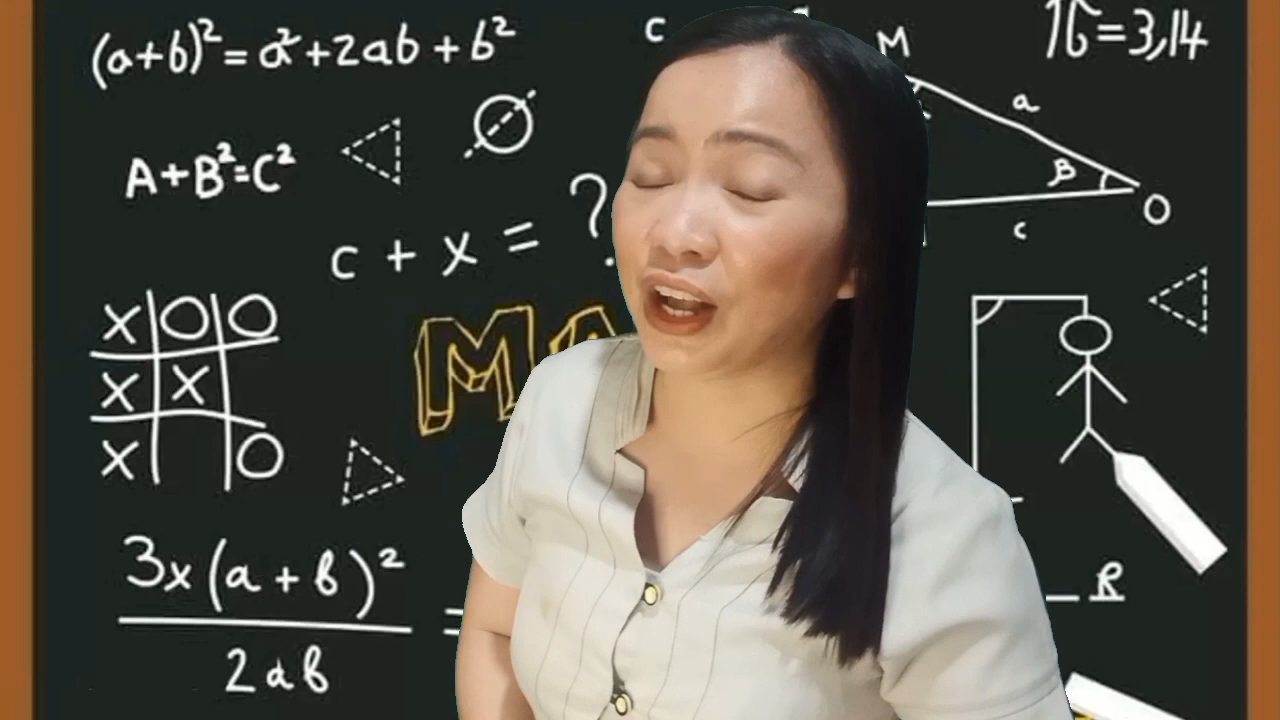 (a+b)²=a²+2ab+b²
C
M
π=3,14
a
A+B²=C²
β
O
c+x=?
c
X O O
X X
X O
3x(a+b)²
2ab
=
R